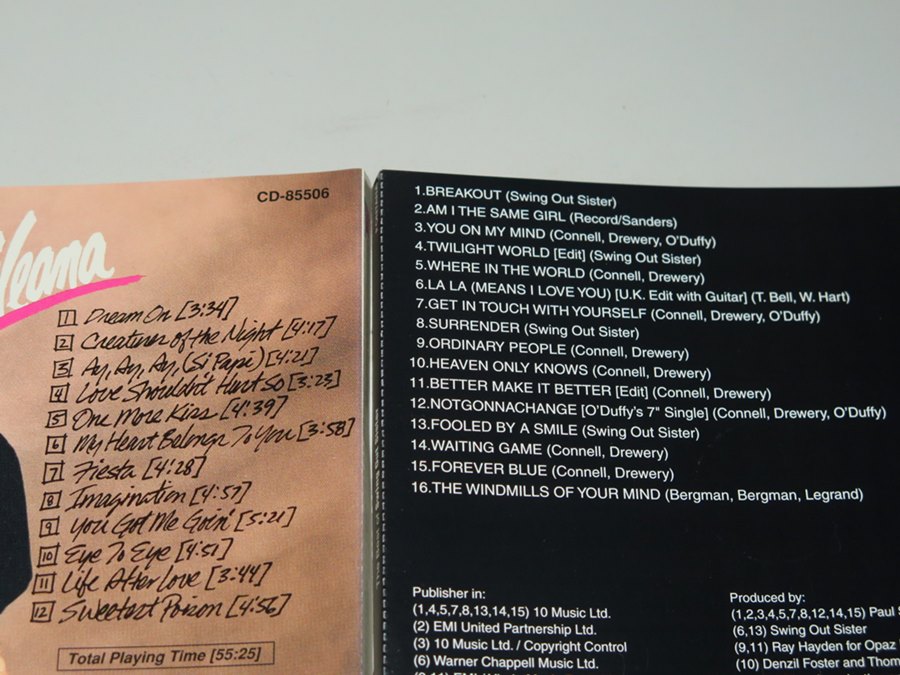 CD-85506
1 Dream On [3:34]
2 Creatures of the Night [4:17]
3 Ay, Ay, Ay, (Si Papi) [4:21]
4 Love Shouldn't Hurt So [3:23]
5 One More Kiss [4:39]
6 My Heart Belongs To You [3:58]
7 Fiesta [4:28]
8 Imagination [4:57]
9 You Got Me Goin' [5:21]
10 Eye To Eye [4:51]
11 Life After Love [3:44]
12 Sweetest Poison [4:56]
Total Playing Time [55:25]
1.BREAKOUT (Swing Out Sister)
2.AM I THE SAME GIRL (Record/Sanders)
3.YOU ON MY MIND (Connell, Drewery, O'Duffy)
4.TWILIGHT WORLD [Edit] (Swing Out Sister)
5.WHERE IN THE WORLD (Connell, Drewery)
6.LA LA (MEANS I LOVE YOU) [U.K. Edit with Guitar] (T. Bell, W. Hart)
7.GET IN TOUCH WITH YOURSELF (Connell, Drewery, O'Duffy)
8.SURRENDER (Swing Out Sister)
9.ORDINARY PEOPLE (Connell, Drewery)
10.HEAVEN ONLY KNOWS (Connell, Drewery)
11.BETTER MAKE IT BETTER [Edit] (Connell, Drewery)
12.NOTGONNACHANGE [O'Duffy's 7" Single] (Connell, Drewery, O'Duffy)
13.FOOLED BY A SMILE (Swing Out Sister)
14.WAITING GAME (Connell, Drewery)
15.FOREVER BLUE (Connell, Drewery)
16.THE WINDMILLS OF YOUR MIND (Bergman, Bergman, Legrand)
Publisher in:
(1,4,5,7,8,13,14,15) 10 Music Ltd.
(2) EMI United Partnership Ltd.
(3) 10 Music Ltd. / Copyright Control
(6) Warner Chappell Music Ltd.
Produced by:
(1,2,3,4,5,7,8,12,14,15) Paul
(6,13) Swing Out Sister
(9,11) Ray Hayden for Opaz
(10) Denzil Foster and